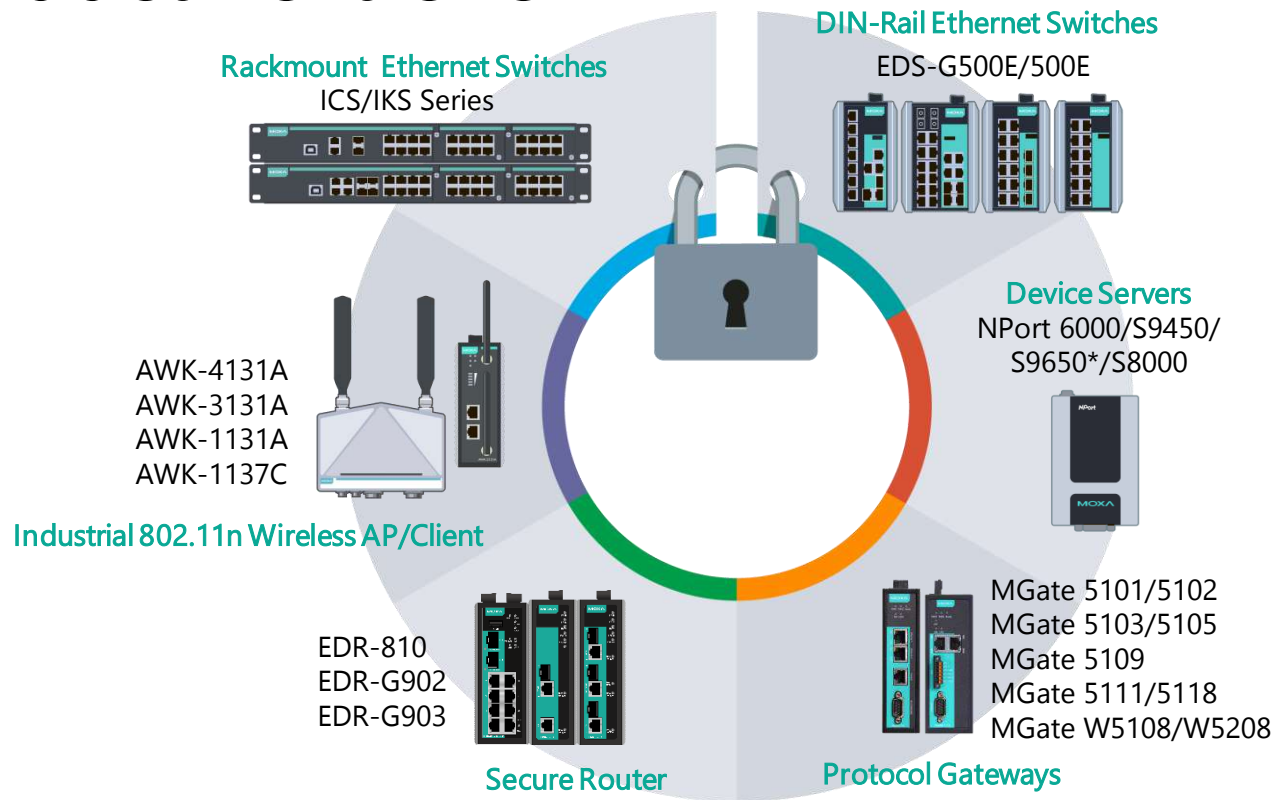 Rackmount Ethernet Switches
ICS/IKS Series
DIN-Rail Ethernet Switches
EDS-G500E/500E
Device Servers
NPort 6000/S9450/
S9650*/S8000
NPort
MOXA
AWK-4131A
AWK-3131A
AWK-1131A
AWK-1137C
Industrial 802.11n Wireless AP/Client
EDR-810
EDR-G902
EDR-G903
Secure Router
MGate 5101/5102
MGate 5103/5105
MGate 5109
MGate 5111/5118
MGate W5108/W5208
Protocol Gateways